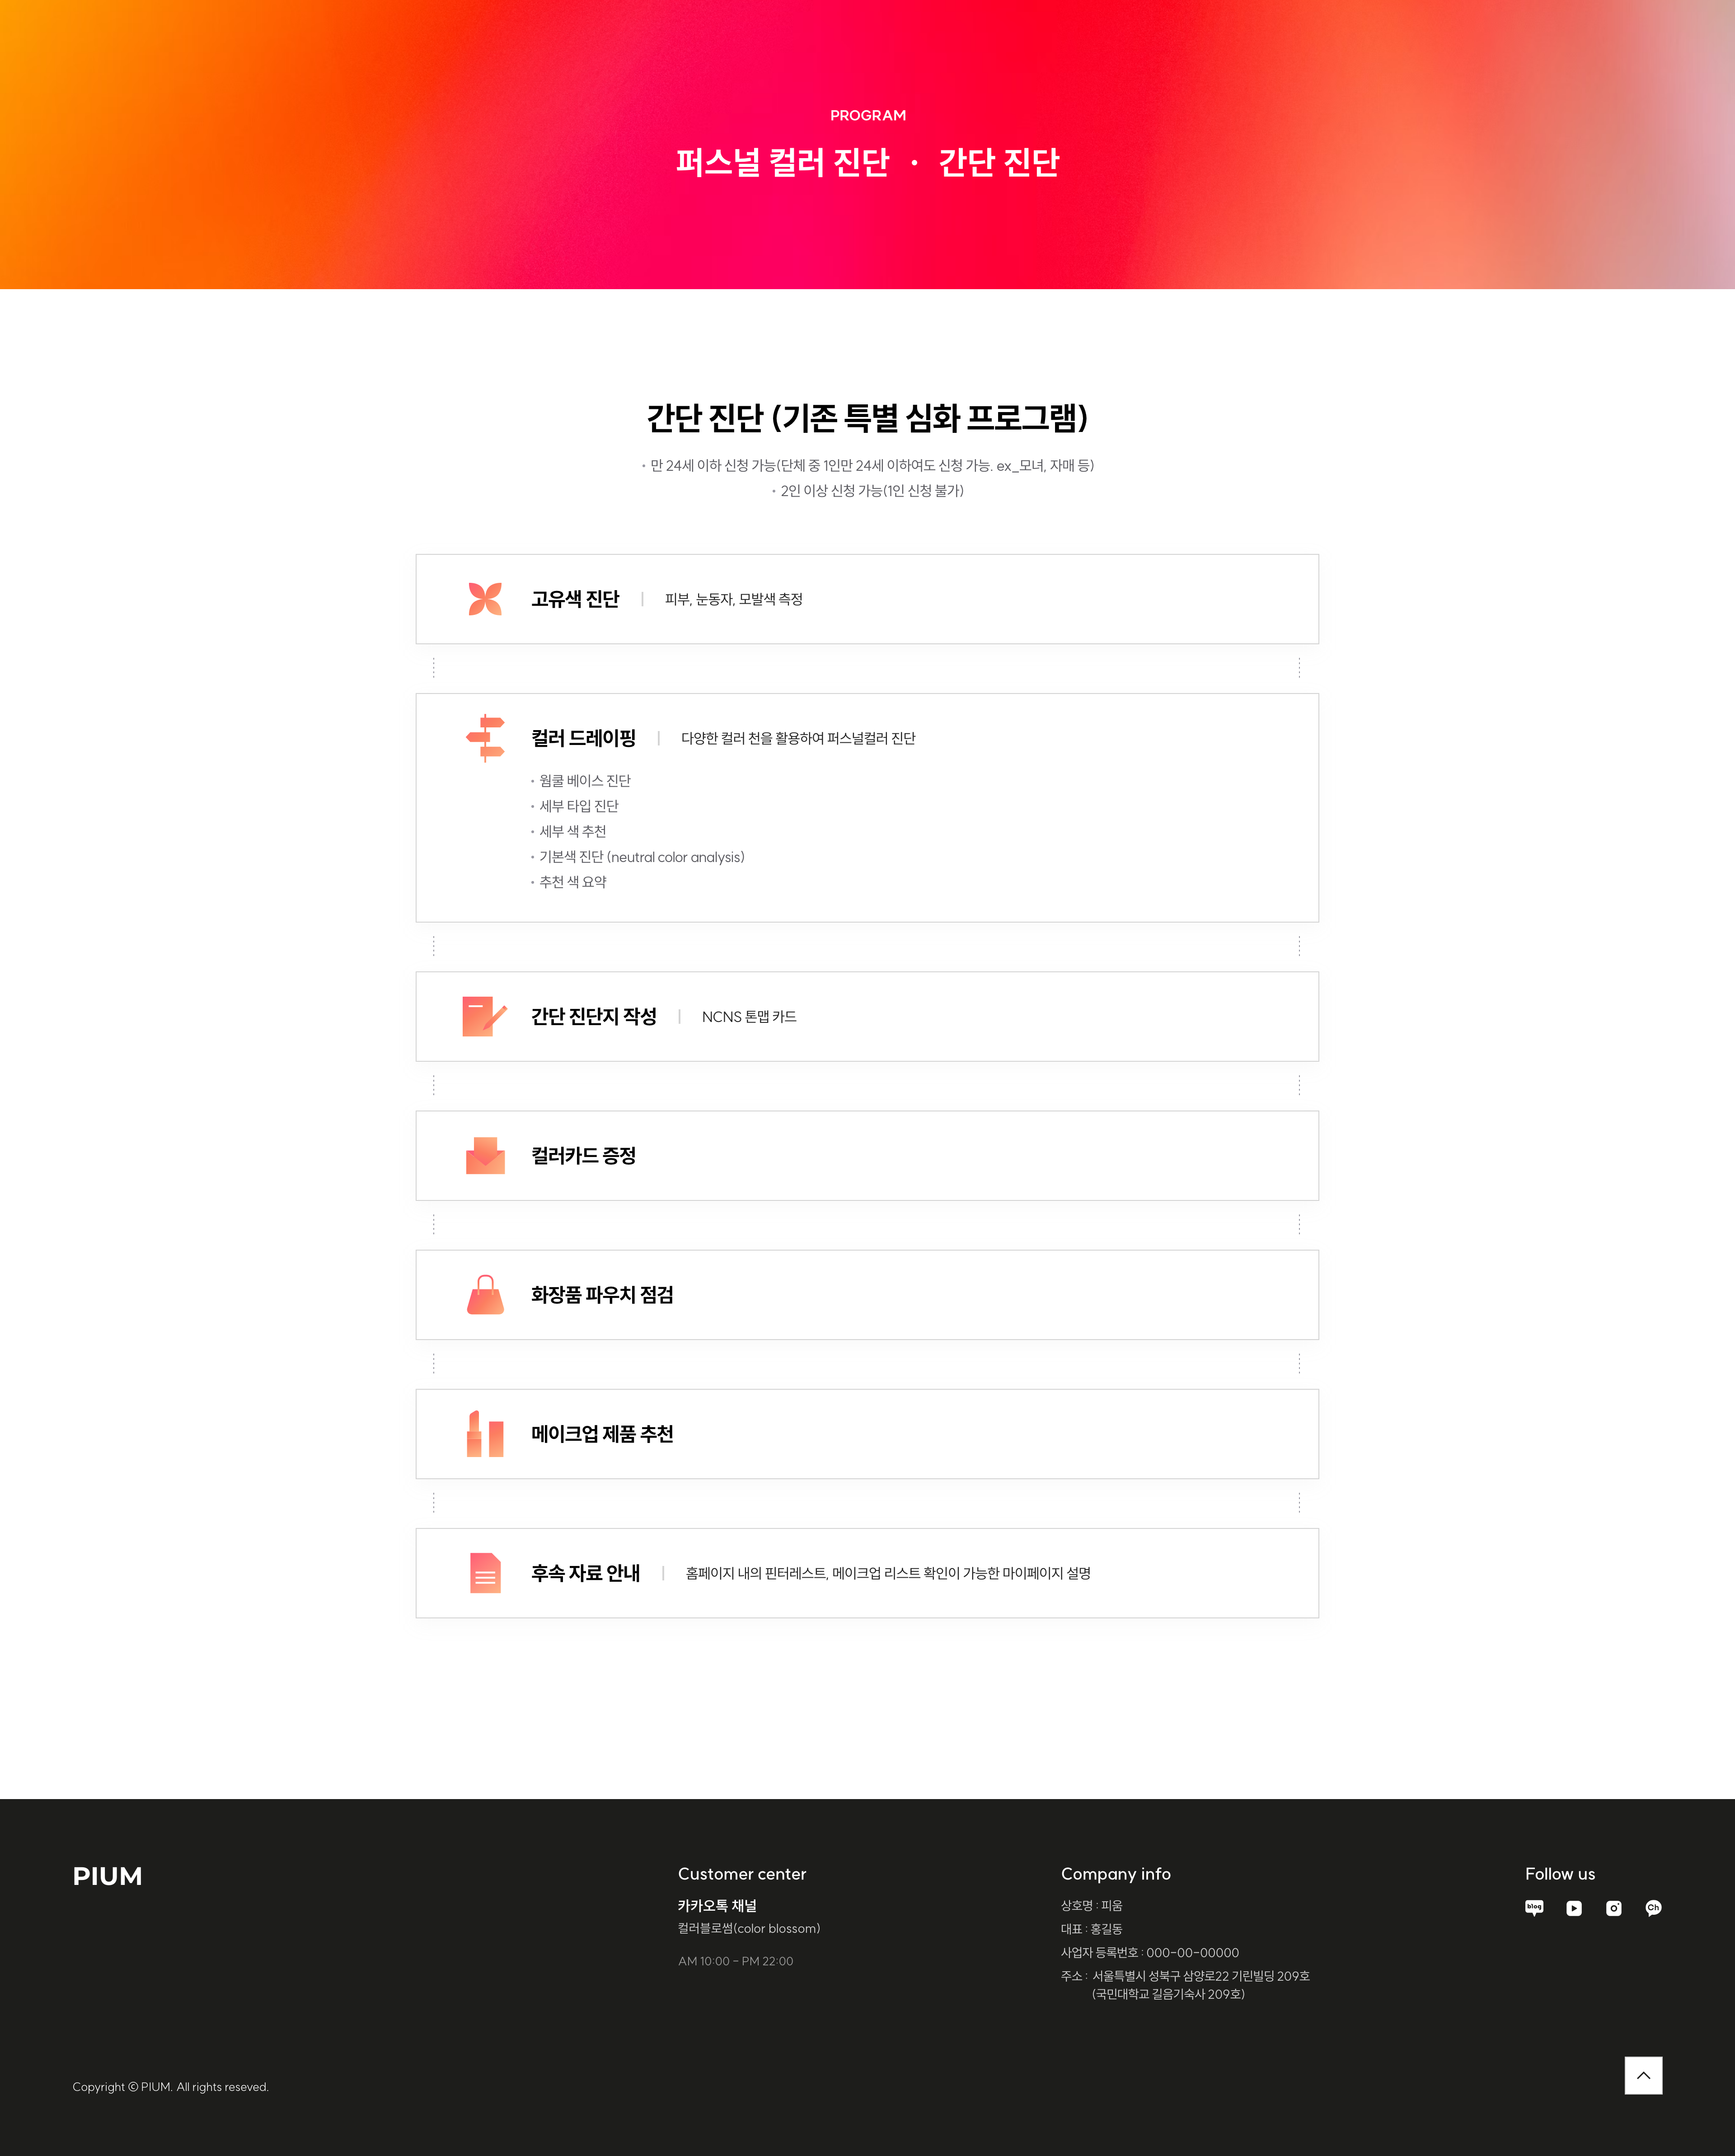 PROGRAM
퍼스널 컬러 진단 · 간단 진단
간단 진단 (기존 특별 심화 프로그램)
• 만 24세 이하 신청 가능(단체 중 1인만 24세 이하여도 신청 가능. ex_모녀, 자매 등)
• 2인 이상 신청 가능(1인 신청 불가)
고유색 진단 | 피부, 눈동자, 모발색 측정
컬러 드레이핑 | 다양한 컬러 천을 활용하여 퍼스널컬러 진단
• 웜쿨 베이스 진단
• 세부 타입 진단
• 세부 색 추천
• 기본색 진단 (neutral color analysis)
• 추천 색 요약
간단 진단지 작성 | NCNS 톤맵 카드
컬러카드 증정
화장품 파우치 점검
메이크업 제품 추천
후속 자료 안내 | 홈페이지 내의 핀터레스트, 메이크업 리스트 확인이 가능한 마이페이지 설명
PIUM
Customer center
카카오톡 채널
컬러블로썸(color blossom)
AM 10:00 - PM 22:00
Company info
상호명 : 피움
대표 : 홍길동
사업자 등록번호 : 000-00-00000
주소 : 서울특별시 성북구 삼양로22 기린빌딩 209호
(국민대학교 길음기숙사 209호)
Follow us
blog
Ch
Copyright © PIUM. All rights reseved.